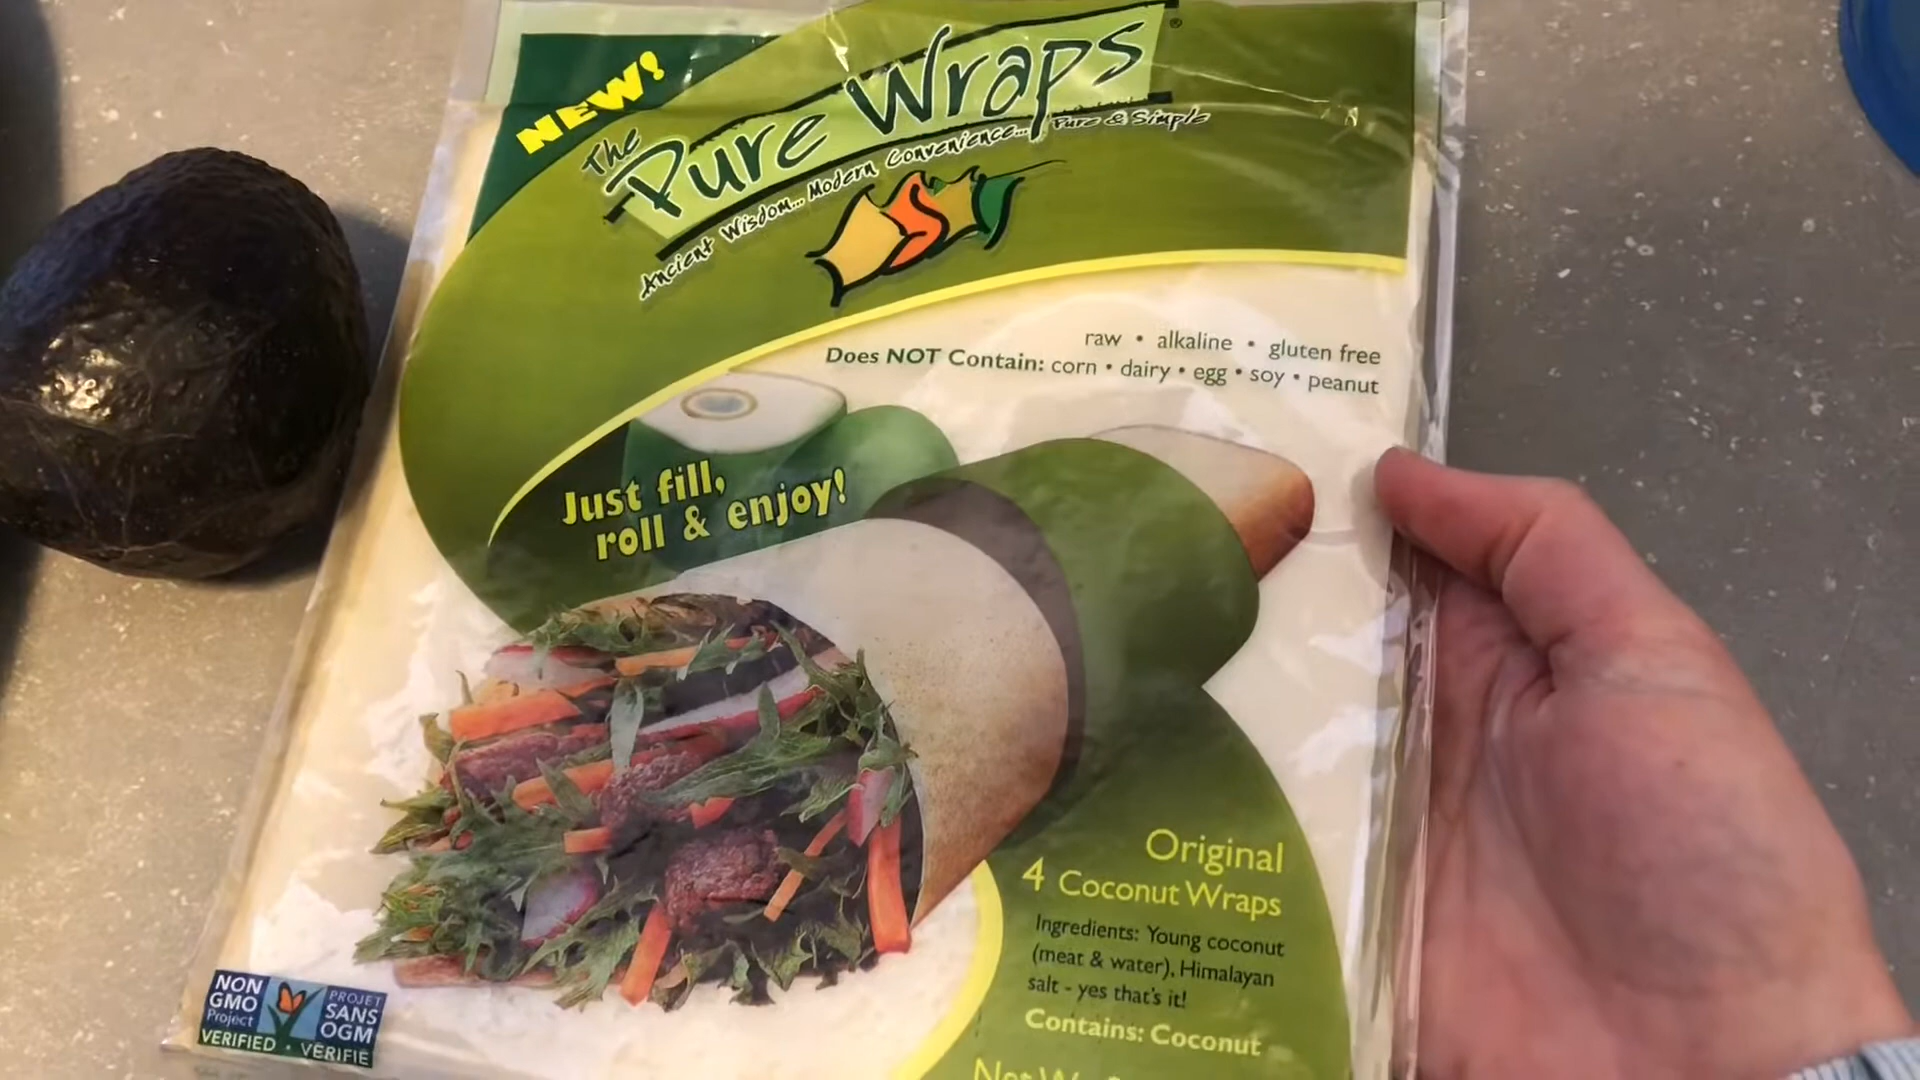 NEW!
The
Pure Wraps®
Ancient Wisdom... Modern Convenience... Pure & Simple
raw • alkaline • gluten free
Does NOT Contain: corn • dairy • egg • soy • peanut
Just fill,
roll & enjoy!
Original
4 Coconut Wraps
Ingredients: Young coconut
(meat & water), Himalayan
salt - yes that's it!
Contains: Coconut
Net
NON
GMO
Project
VERIFIED • VÉRIFIÉ
PROJET
SANS
OGM